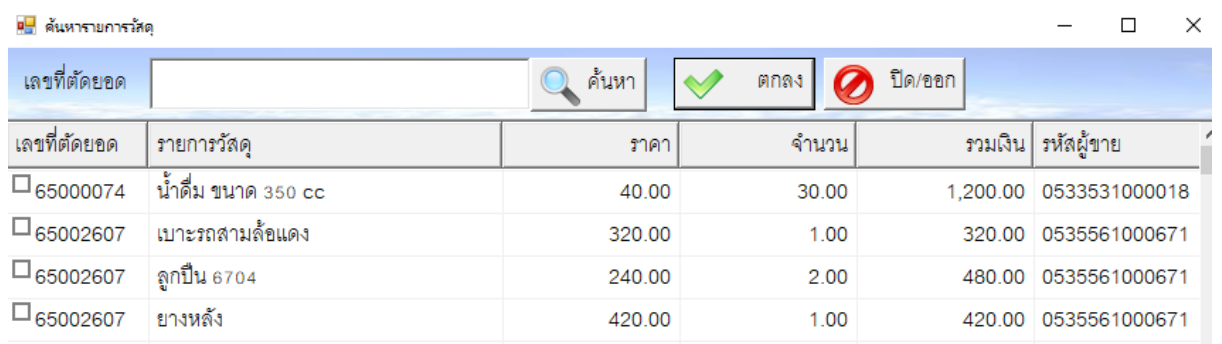 ค้นหารายการวัสดุ
เลขที่ตัดยอด ค้นหา ตกลง ปิด/ออก
เลขที่ตัดยอด รายการวัสดุ ราคา จำนวน รวมเงิน รหัสผู้ขาย
65000074 น้ำดื่ม ขนาด 350 cc 40.00 30.00 1,200.00 0533531000018
65002607 เบาะรถสามล้อแดง 320.00 1.00 320.00 0535561000671
65002607 ลูกปืน 6704 240.00 2.00 480.00 0535561000671
65002607 ยางหลัง 420.00 1.00 420.00 0535561000671